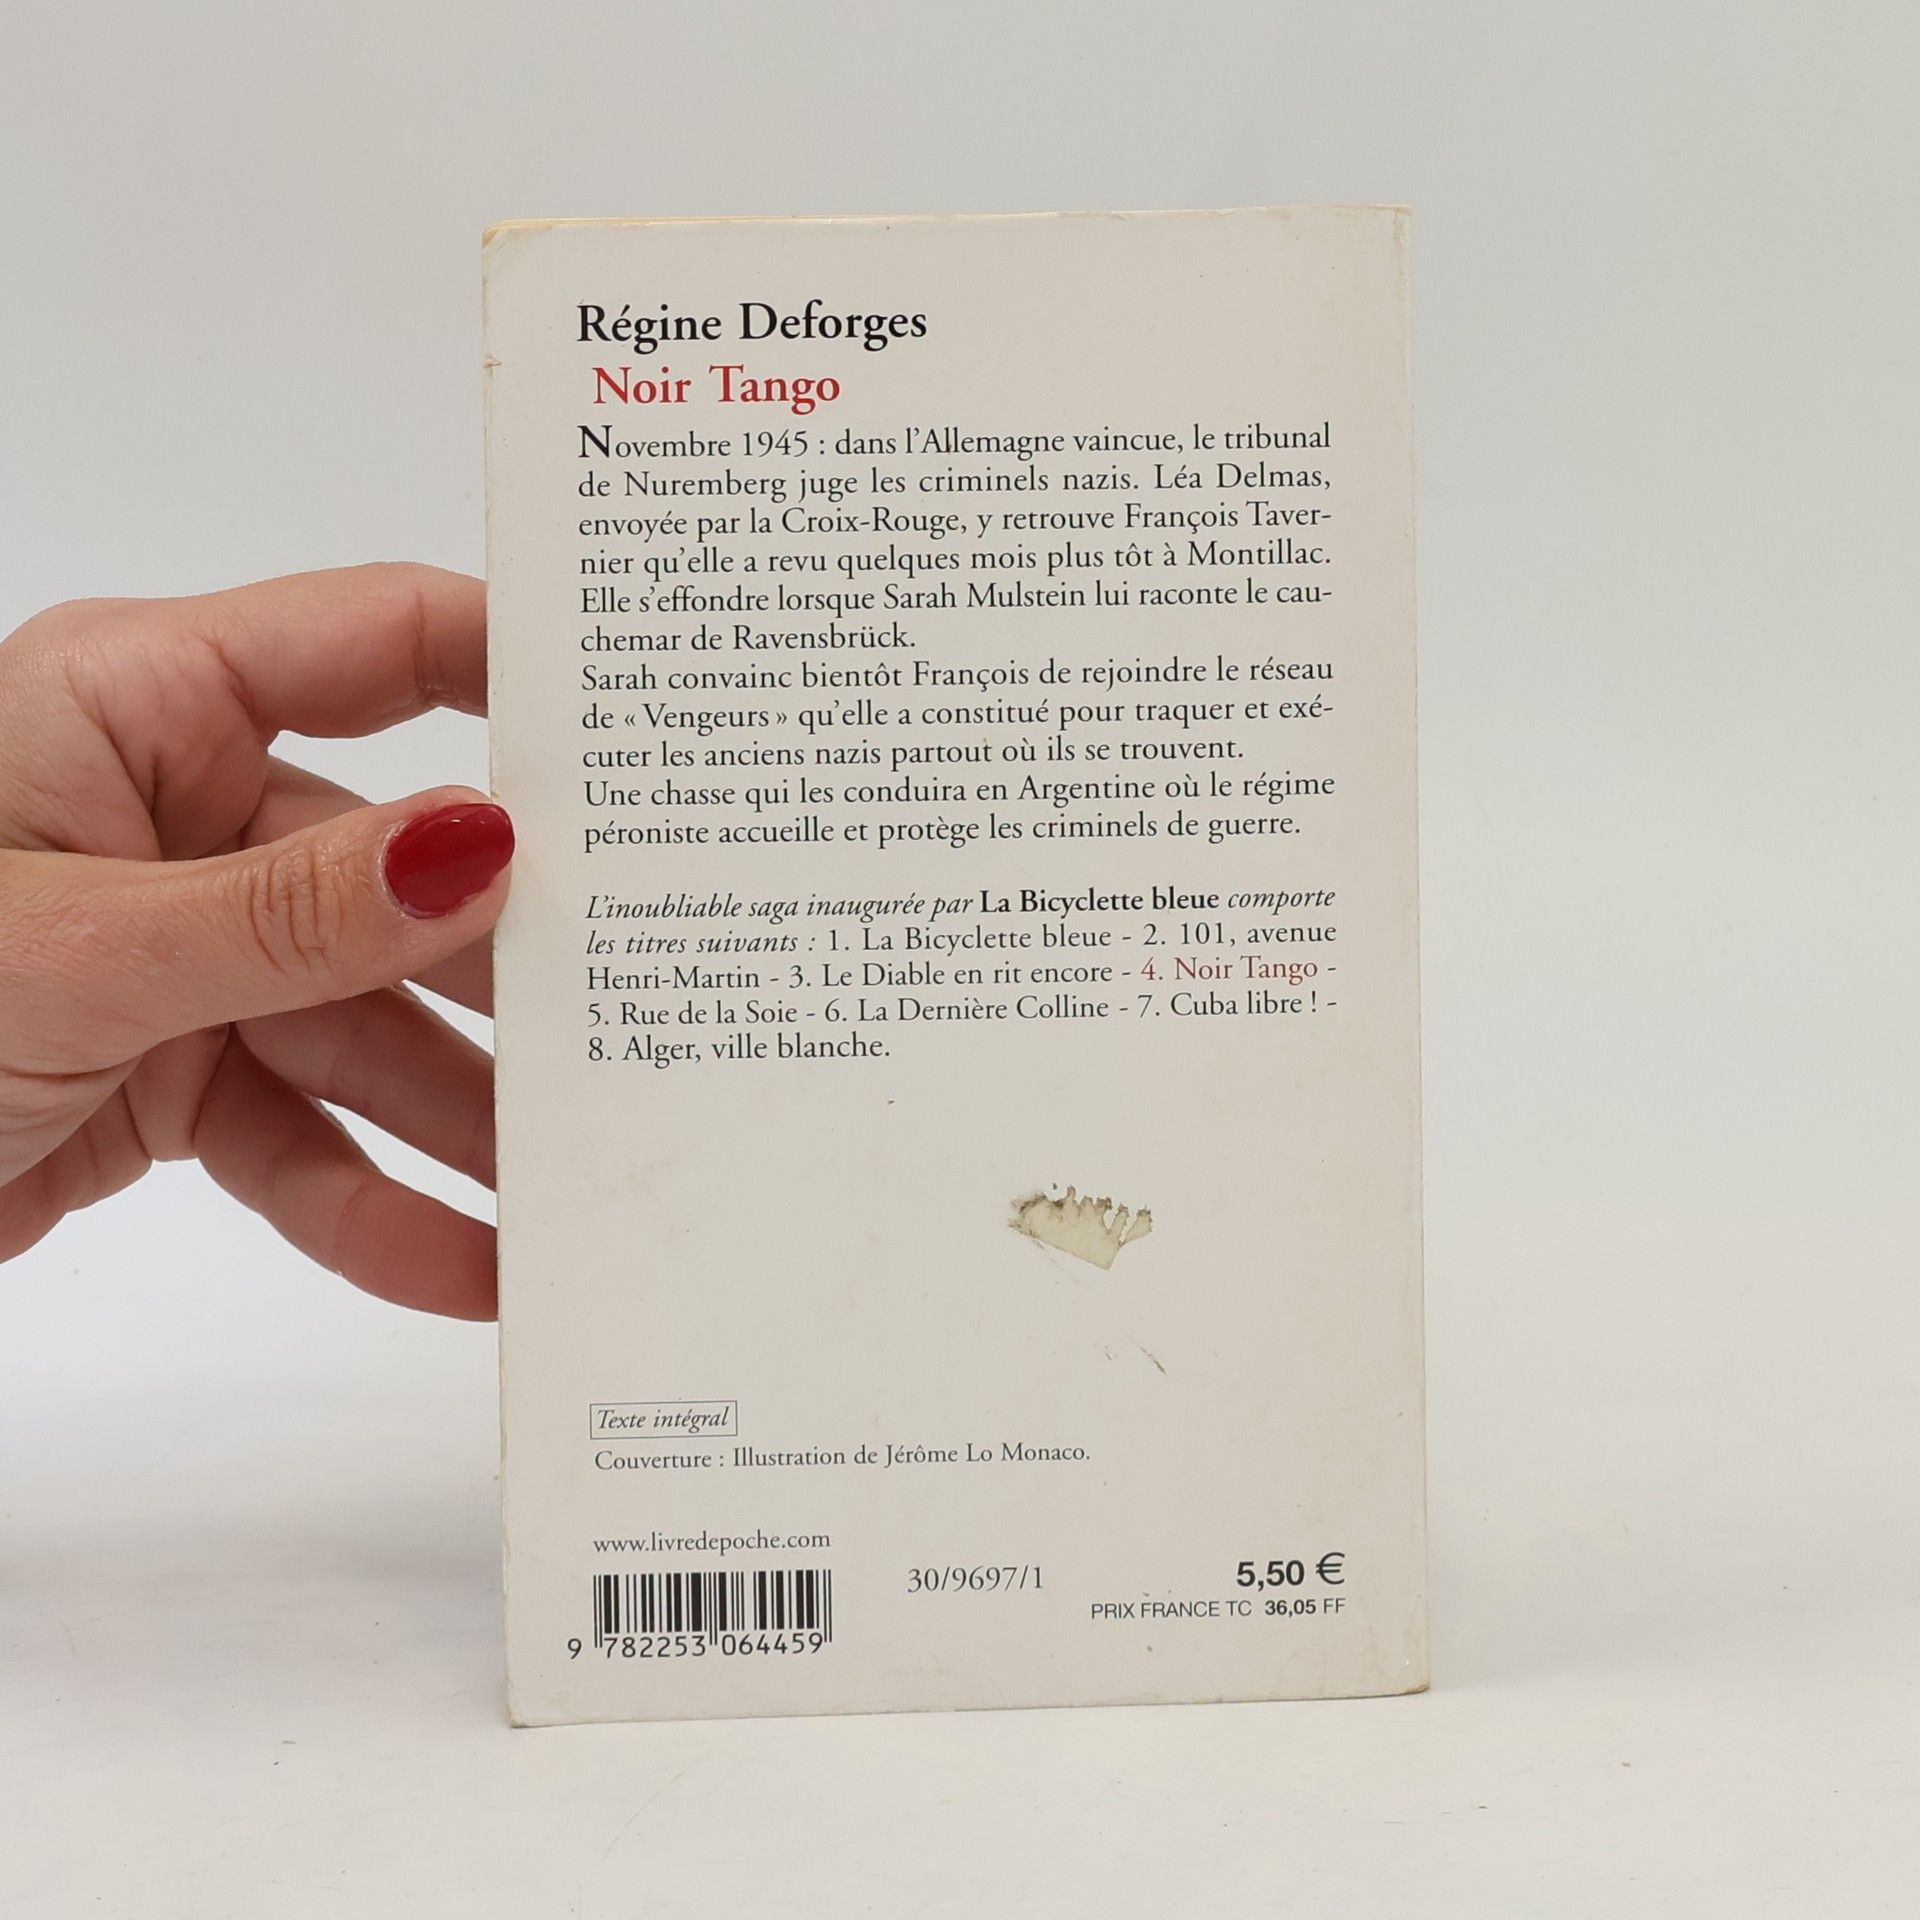 Régine Deforges
Noir Tango
Novembre 1945 : dans l'Allemagne vaincue, le tribunal
de Nuremberg juge les criminels nazis. Léa Delmas,
envoyée par la Croix-Rouge, y retrouve François Taver-
nier qu'elle a revu quelques mois plus tôt à Montillac.
Elle s'effondre lorsque Sarah Mulstein lui raconte le cau-
chemar de Ravensbrück.
Sarah convainc bientôt François de rejoindre le réseau
de « Vengeurs » qu'elle a constitué pour traquer et exé-
cuter les anciens nazis partout où ils se trouvent.
Une chasse qui les conduira en Argentine où le régime
péroniste accueille et protège les criminels de guerre.
L'inoubliable saga inaugurée par La Bicyclette bleue comporte
les titres suivants : 1. La Bicyclette bleue - 2. 101, avenue
Henri-Martin - 3. Le Diable en rit encore - 4. Noir Tango -
5. Rue de la Soie - 6. La Dernière Colline - 7. Cuba libre ! -
8. Alger, ville blanche.
Texte intégral
Couverture : Illustration de Jérôme Lo Monaco.
www.livredepoche.com
30/9697/1
5,50 €
PRIX FRANCE TC 36,05 FF
9 782253 064459